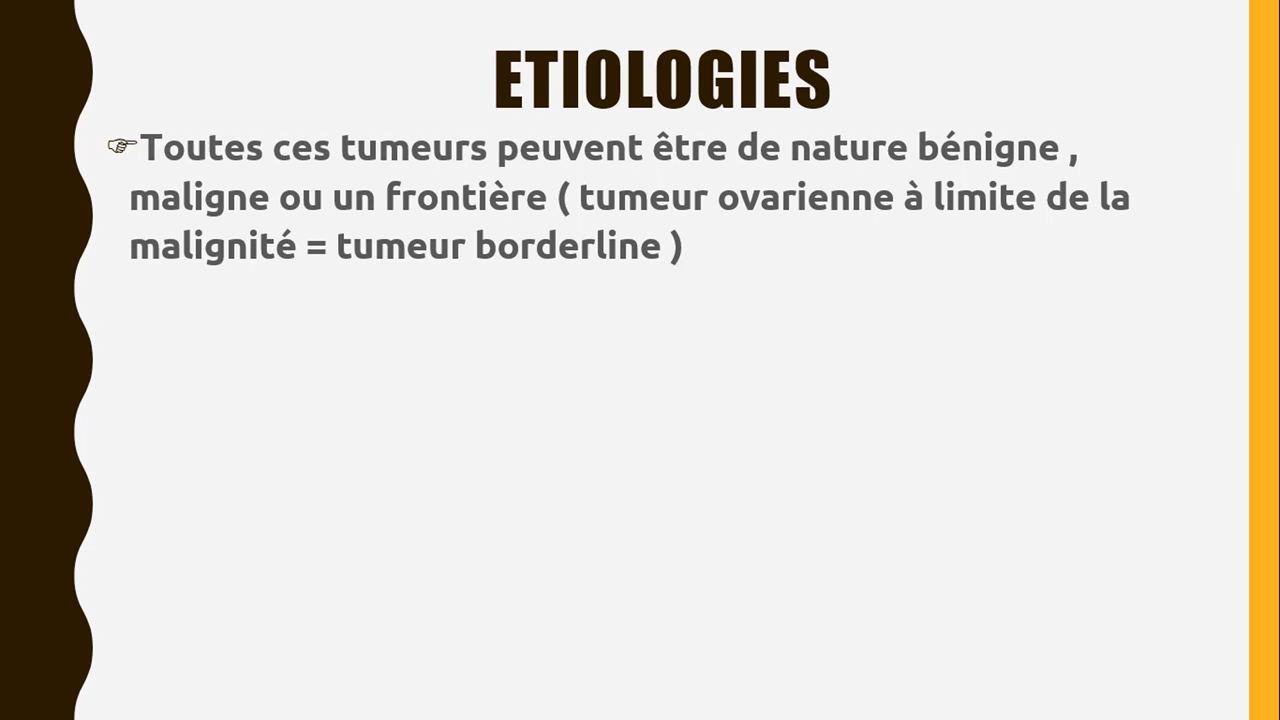 ETIOLOGIES
☞Toutes ces tumeurs peuvent être de nature bénigne ,
maligne ou un frontière ( tumeur ovarienne à limite de la
malignité = tumeur borderline )